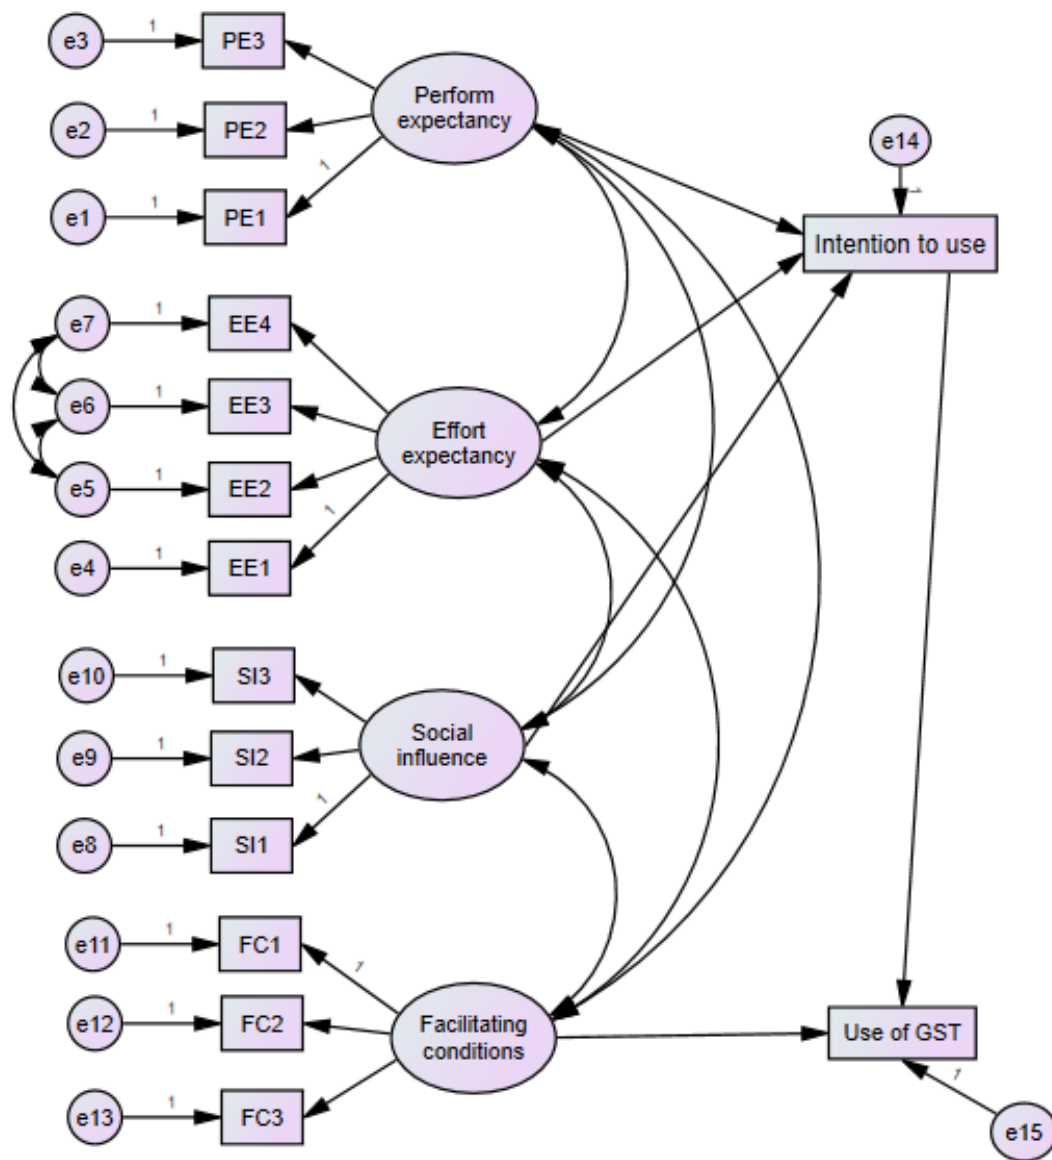 e3
1
PE3
Perform
expectancy
e2
1
PE2
e14
1
e1
1
PE1
1
Intention to use
e7
1
EE4
e6
1
EE3
Effort
expectancy
e5
1
EE2
1
e4
1
EE1
e10
1
SI3
Social
influence
e9
1
SI2
1
e8
1
SI1
e11
1
FC1
1
e12
1
FC2
Facilitating
conditions
Use of GST
1
e13
1
FC3
e15